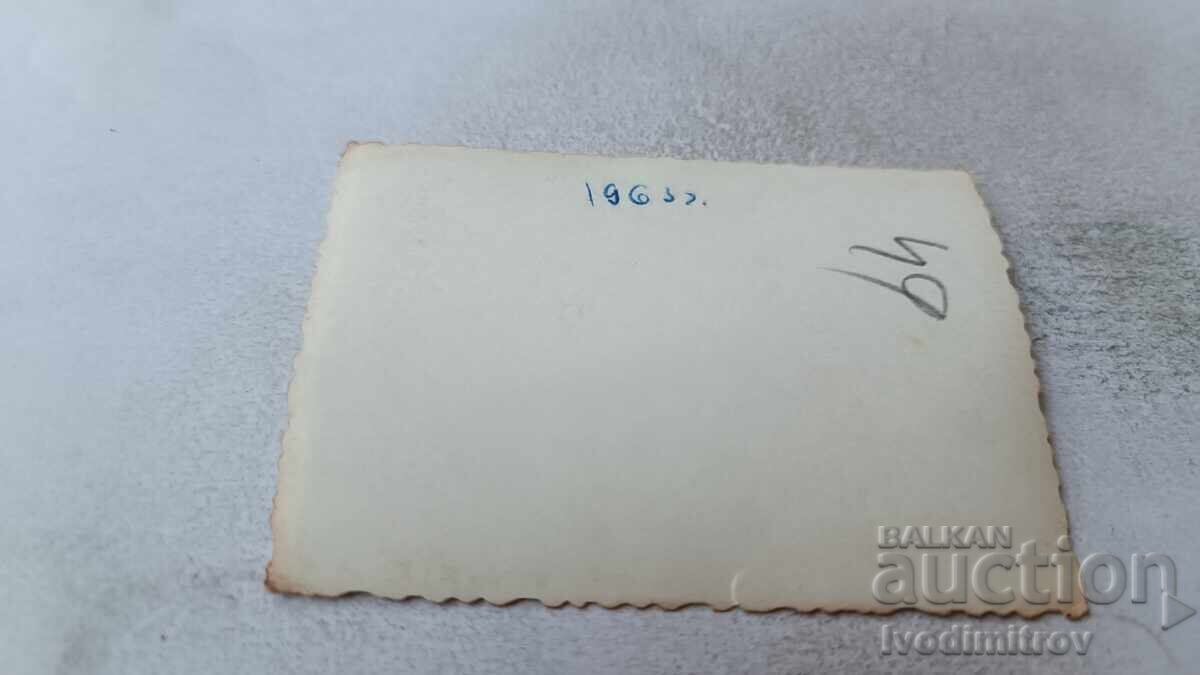 1963г.
49
BALKAN
auction
Ivodimitrov